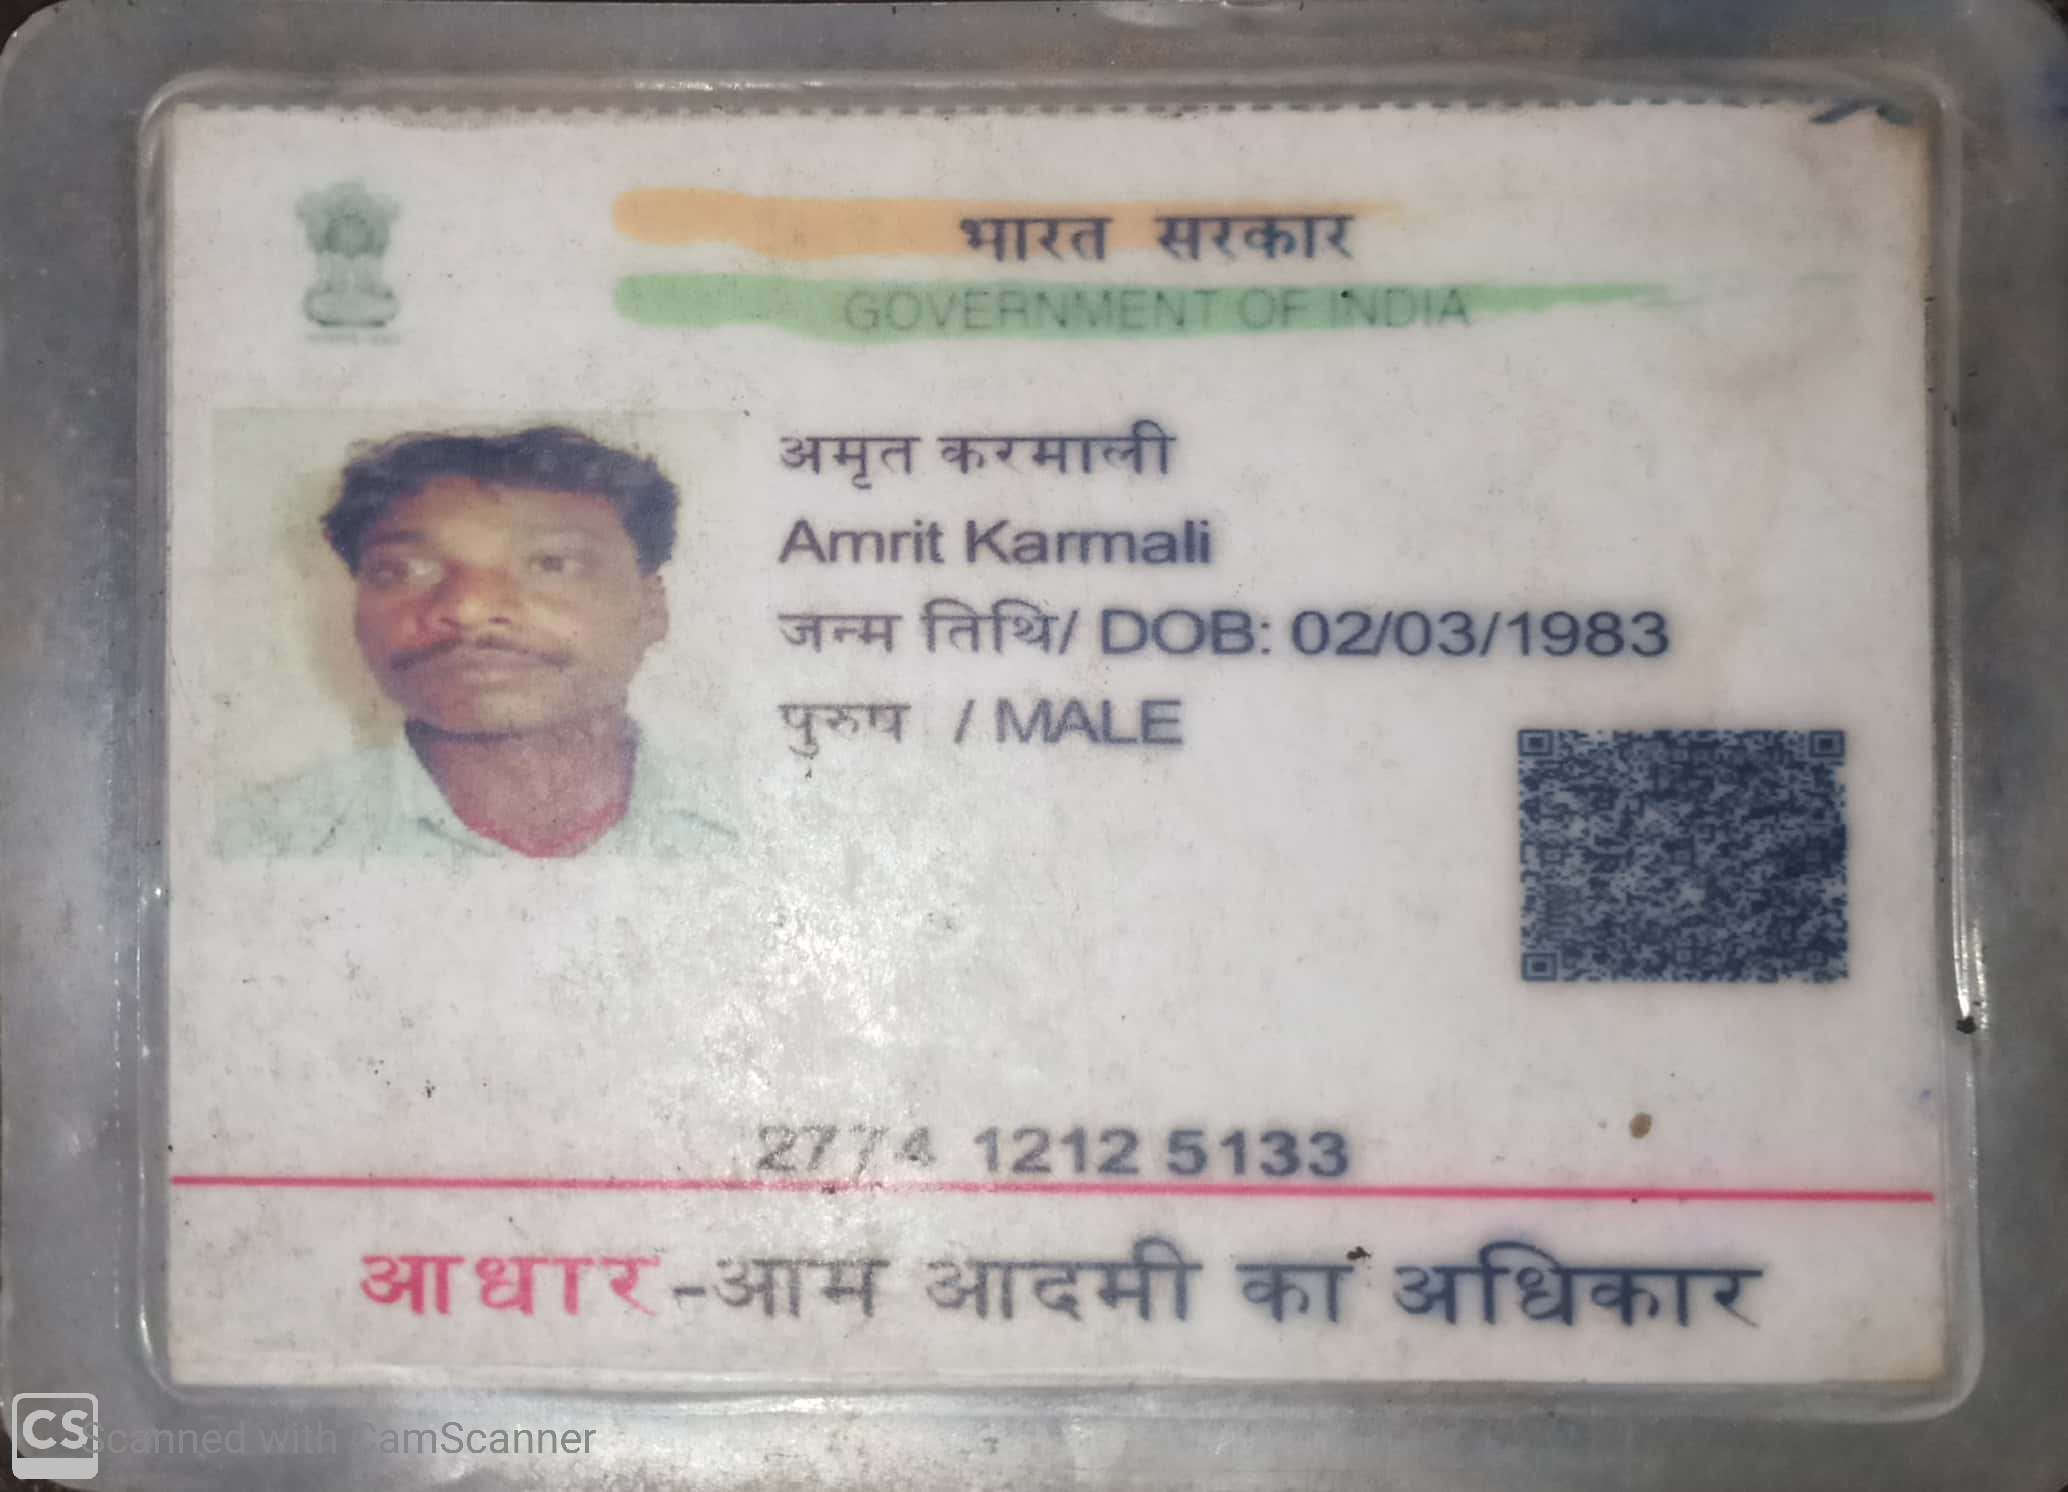 भारत सरकार
GOVERNMENT OF INDIA
अमृत करमाली
Amrit Karmali
जन्म तिथि/ DOB: 02/03/1983
पुरुष / MALE
2774 1212 5133
आधार-आम आदमी का अधिकार
CS Scanned with CamScanner